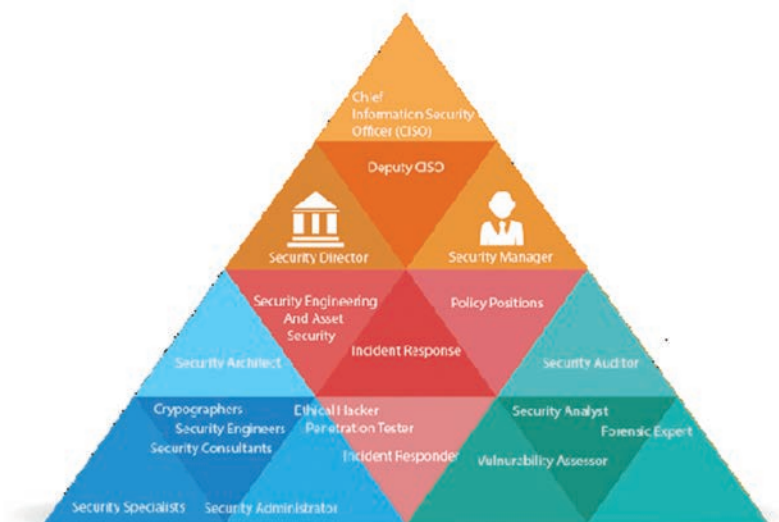 Chief
Information Security
Officer (CISO)
Deputy CISO
Security Director
Security Manager
Security Engineering
And Asset
Security
Policy Positions
Incident Response
Security Architect
Security Auditor
Crypographers
Security Engineers
Security Consultants
Ethical Hacker
Penetration Tester
Incident Responder
Security Analyst
Forensic Expert
Vulnurability Assessor
Security Specialists
Security Administrator